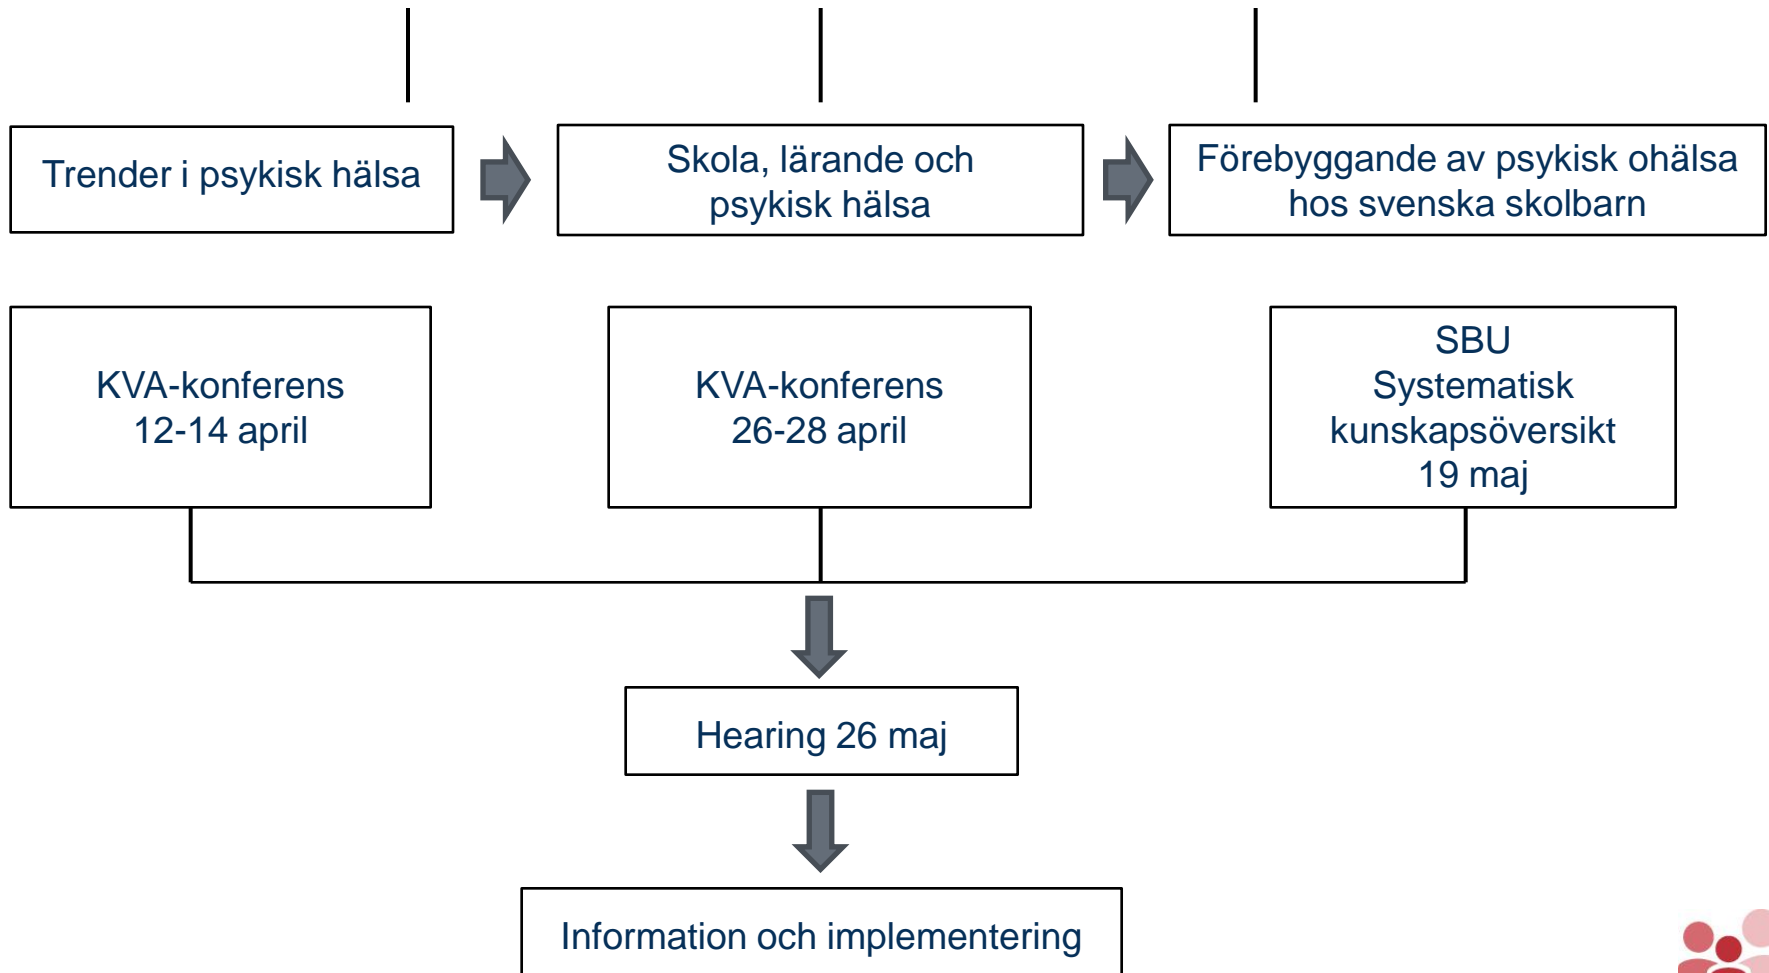 Trender i psykisk hälsa
Skola, lärande och
psykisk hälsa
Förebyggande av psykisk ohälsa
hos svenska skolbarn
KVA-konferens
12-14 april
KVA-konferens
26-28 april
SBU
Systematisk
kunskapsöversikt
19 maj
Hearing 26 maj
Information och implementering